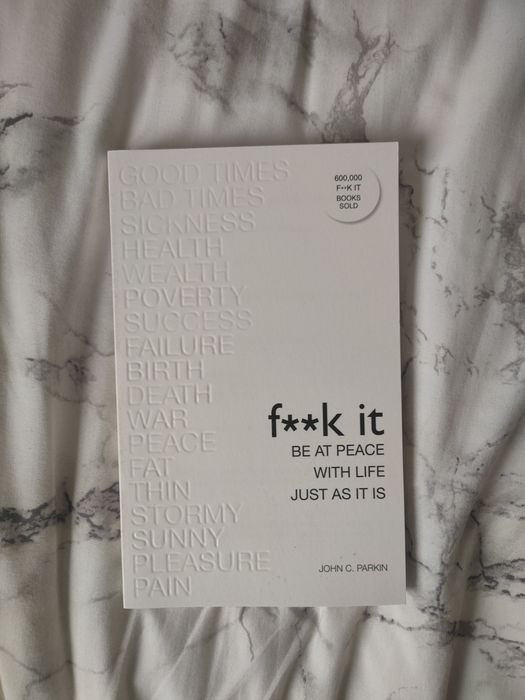 GOOD TIMES
BAD TIMES
SICKNESS
HEALTH
WEALTH
POVERTY
SUCCESS
FAILURE
BIRTH
DEATH
WAR
PEACE
FAT
THIN
STORMY
SUNNY
PLEASURE
PAIN
600,000
F**K IT
BOOKS
SOLD
f**k it
BE AT PEACE
WITH LIFE
JUST AS IT IS
JOHN C. PARKIN